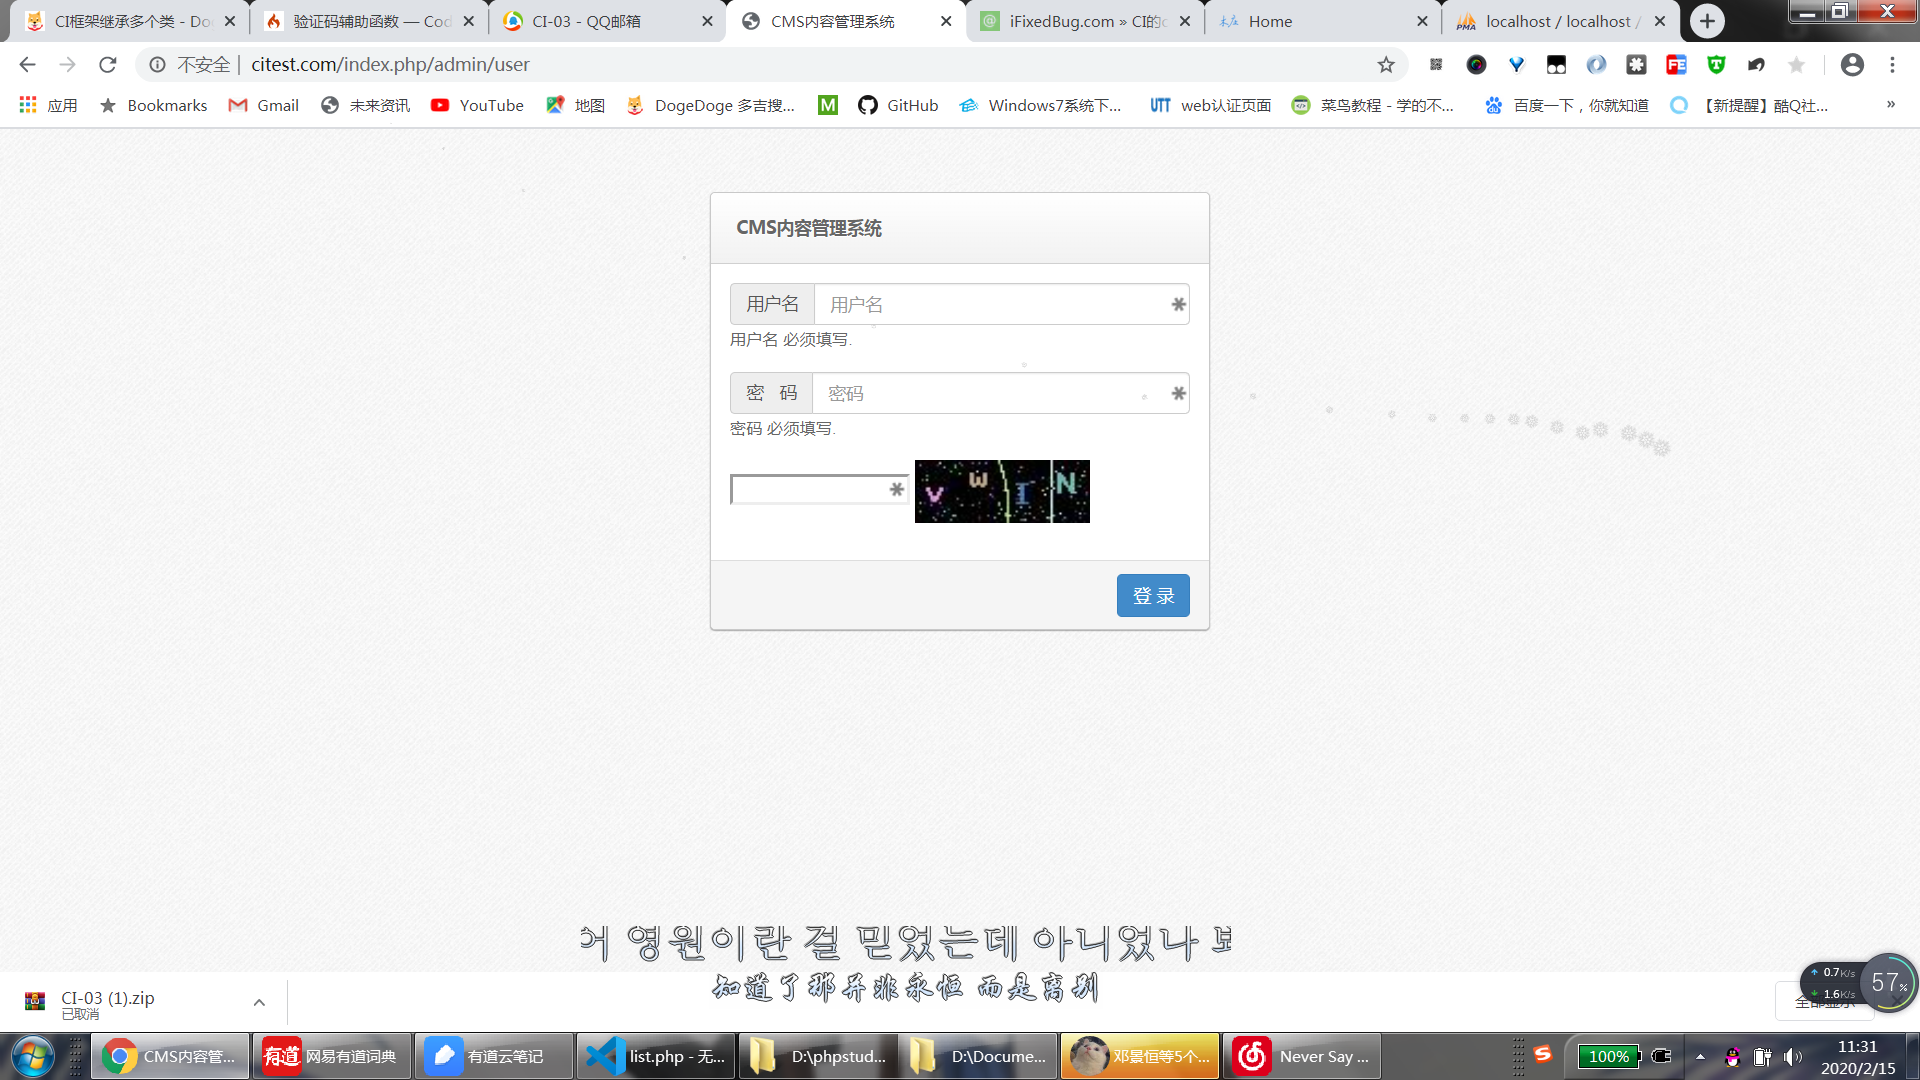 CI框架继承多个类 - Do
验证码辅助函数 — Cod
CI-03 - QQ邮箱
CMS内容管理系统
iFixedBug.com » CI的
Home
localhost / localhost /
不安全
citest.com/index.php/admin/user
应用
Bookmarks
Gmail
未来资讯
YouTube
地图
DogeDoge 多吉搜...
M
GitHub
Windows7系统下...
UTT
web认证页面
菜鸟教程 - 学的不...
百度一下，你就知道
【新提醒】酷Q社...
»
CMS内容管理系统
用户名
用户名
用户名 必须填写.
密 码
密码
密码 必须填写.
V W I N
登 录
거 영원이란 걸 믿었는데 아니었나 보
知道了那并非永恒 而是离别
CI-03 (1).zip
已取消
0.7K/s
1.6K/s
57%
全部显示
CMS内容管...
有道
网易有道词典
有道云笔记
list.php - 无...
D:\phpstud...
D:\Docume...
邓景恒等5个...
Never Say ...
100%
11:31
2020/2/15